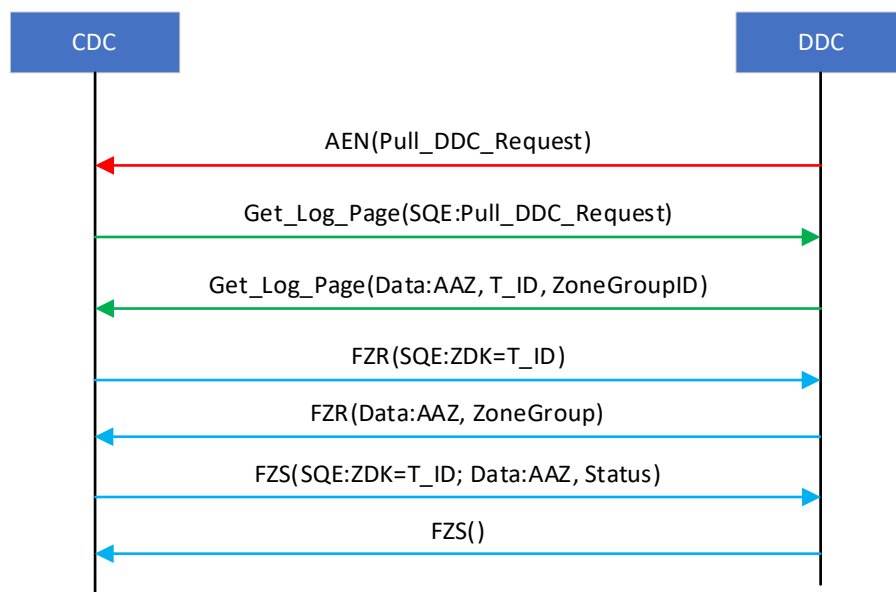 CDC
DDC
AEN(Pull_DDC_Request)
Get_Log_Page(SQE:Pull_DDC_Request)
Get_Log_Page(Data:AAZ, T_ID, ZoneGroupID)
FZR(SQE:ZDK=T_ID)
FZR(Data:AAZ, ZoneGroup)
FZS(SQE:ZDK=T_ID; Data:AAZ, Status)
FZS()